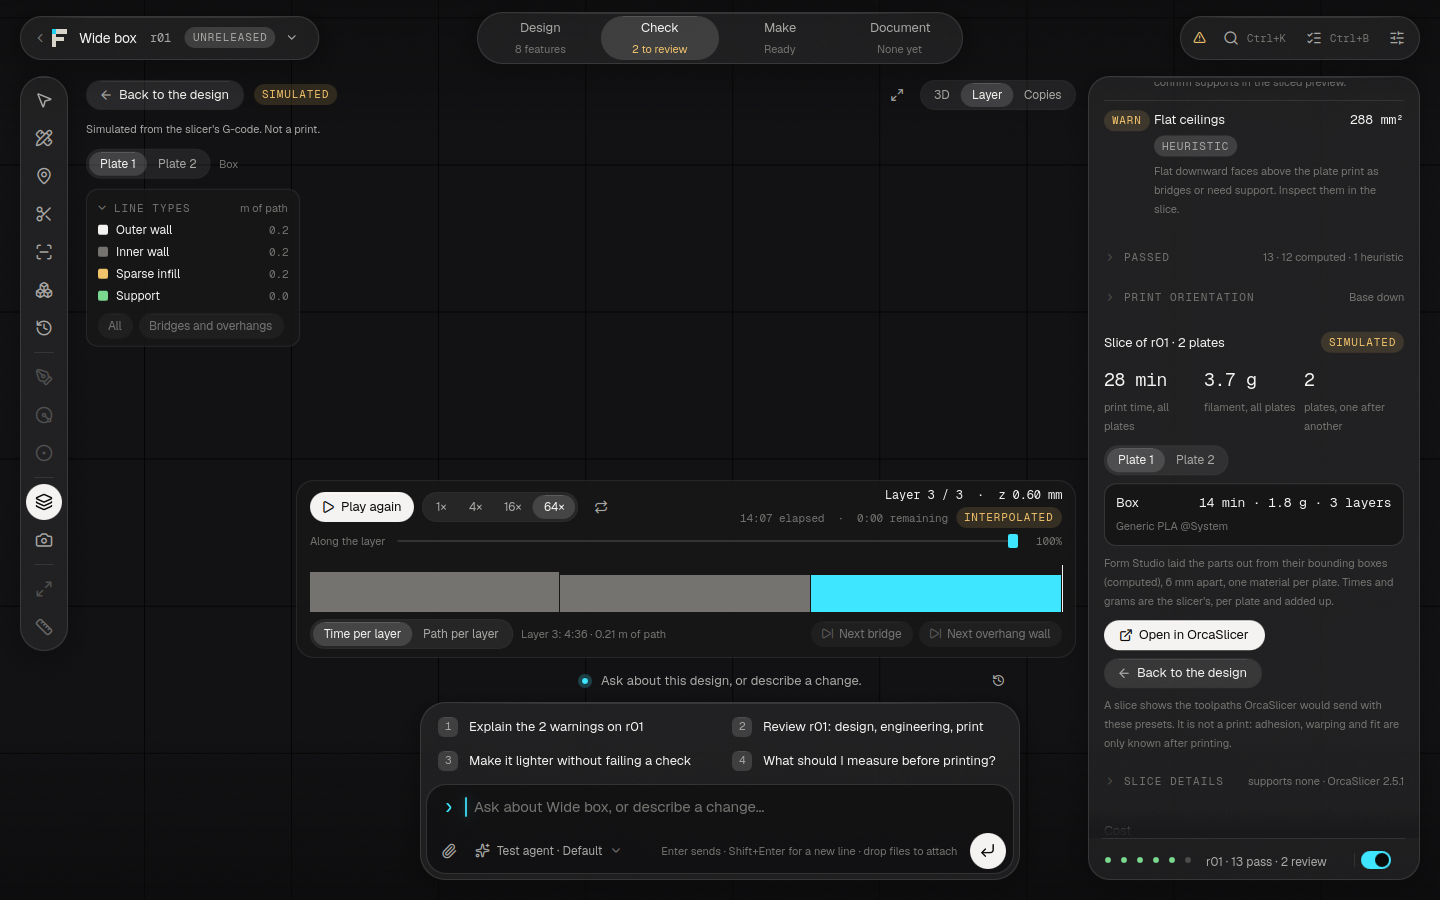 Wide box r01 UNRELEASED
Design
8 features
Check
2 to review
Make
Ready
Document
None yet
Ctrl+K Ctrl+B
Back to the design SIMULATED
3D Layer Copies
Simulated from the slicer's G-code. Not a print.
Plate 1 Plate 2 Box
LINE TYPES m of path
Outer wall 0.2
Inner wall 0.2
Sparse infill 0.2
Support 0.0
All Bridges and overhangs
Play again 1× 4× 16× 64×
Layer 3 / 3 · z 0.60 mm
14:07 elapsed · 0:00 remaining INTERPOLATED
Along the layer 100%
Time per layer Path per layer Layer 3: 4:36 · 0.21 m of path Next bridge Next overhang wall
Ask about this design, or describe a change.
1 Explain the 2 warnings on r01
2 Review r01: design, engineering, print
3 Make it lighter without failing a check
4 What should I measure before printing?
Ask about Wide box, or describe a change...
Test agent · Default Enter sends · Shift+Enter for a new line · drop files to attach
confirm supports in the sliced preview.
WARN Flat ceilings 288 mm²
HEURISTIC
Flat downward faces above the plate print as
bridges or need support. Inspect them in the
slice.
PASSED 13 · 12 computed · 1 heuristic
PRINT ORIENTATION Base down
Slice of r01 · 2 plates SIMULATED
28 min 3.7 g 2
print time, all
plates
filament, all plates
plates, one after
another
Plate 1 Plate 2
Box 14 min · 1.8 g · 3 layers
Generic PLA @System
Form Studio laid the parts out from their bounding boxes
(computed), 6 mm apart, one material per plate. Times and
grams are the slicer's, per plate and added up.
Open in OrcaSlicer
Back to the design
A slice shows the toolpaths OrcaSlicer would send with
these presets. It is not a print: adhesion, warping and fit are
only known after printing.
SLICE DETAILS supports none · OrcaSlicer 2.5.1
Cost
r01 · 13 pass · 2 review